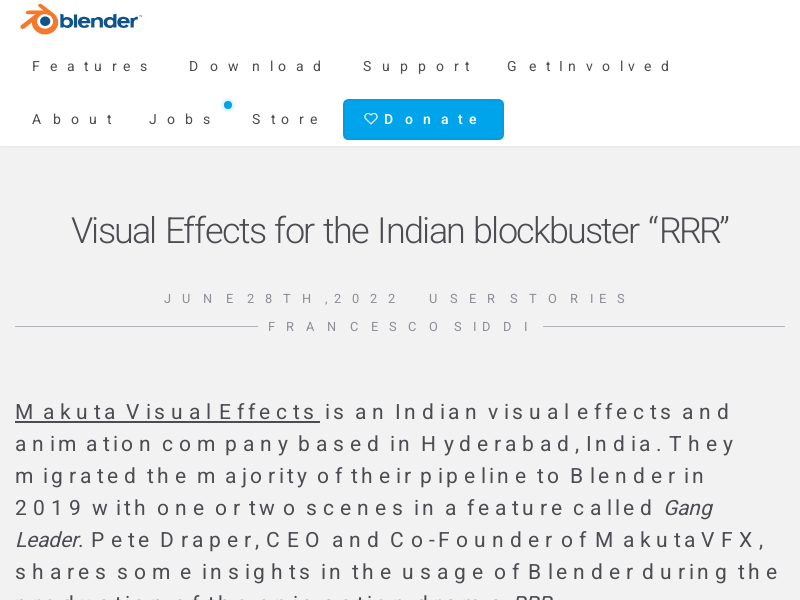 blender
Features Download Support GetInvolved
About Jobs Store Donate
Visual Effects for the Indian blockbuster “RRR”
JUNE 28TH, 2022 USER STORIES
FRANCESCO SIDDI
Makuta Visual Effects is an Indian visual effects and
animation company based in Hyderabad, India. They
migrated the majority of their pipeline to Blender in
2019 with one or two scenes in a feature called Gang
Leader. Pete Draper, CEO and Co-Founder of Makuta VFX,
shares some insights in the usage of Blender during the